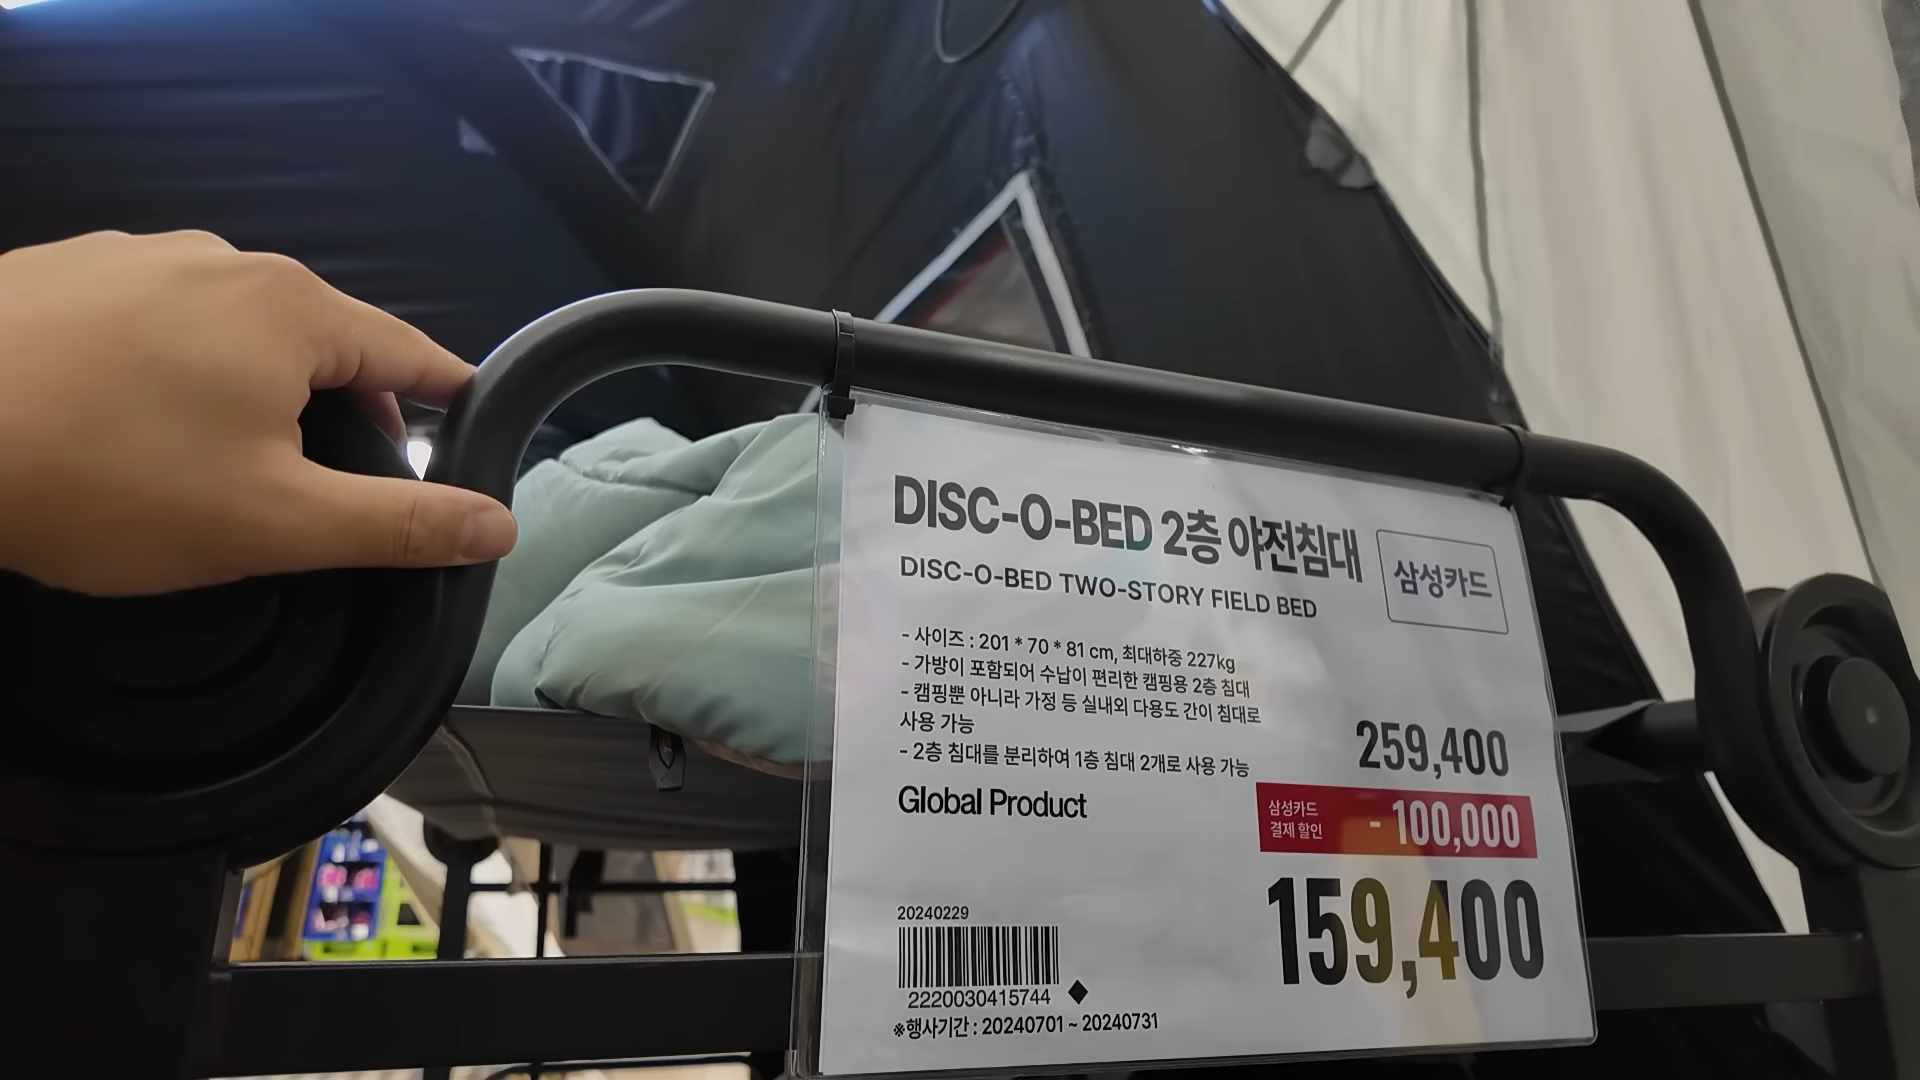 DISC-O-BED 2층 야전침대
삼성카드
DISC-O-BED TWO-STORY FIELD BED
- 사이즈 : 201 * 70 * 81 cm, 최대하중 227kg
- 가방이 포함되어 수납이 편리한 캠핑용 2층 침대
- 캠핑뿐 아니라 가정 등 실내외 다용도 간이 침대로
사용 가능
- 2층 침대를 분리하여 1층 침대 2개로 사용 가능
Global Product
259,400
삼성카드
결제 할인
- 100,000
159,400
20240229
2220030415744
※행사기간 : 20240701 ~ 20240731